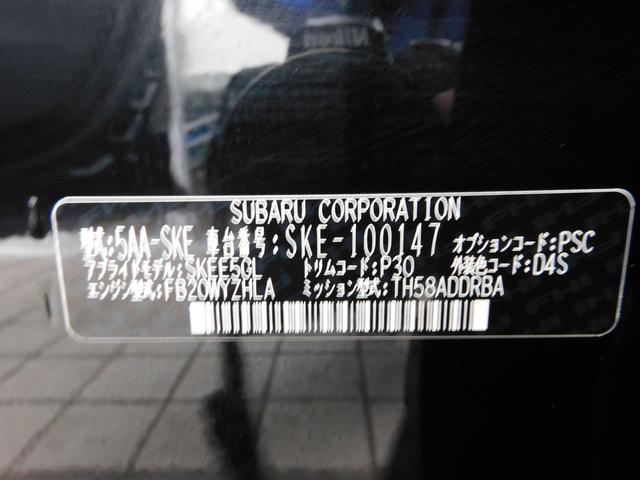 Nikon
SUBARU CORPORATION
型式:5AA-SKE 車台番号:SKE-100147 オプションコード:PSC
アプライドモデル:SKEE5GL トリムコード:P30 外装色コード:D4S
エンジン型式:FB20WYZHLA ミッション型式:TH58ADDRBA